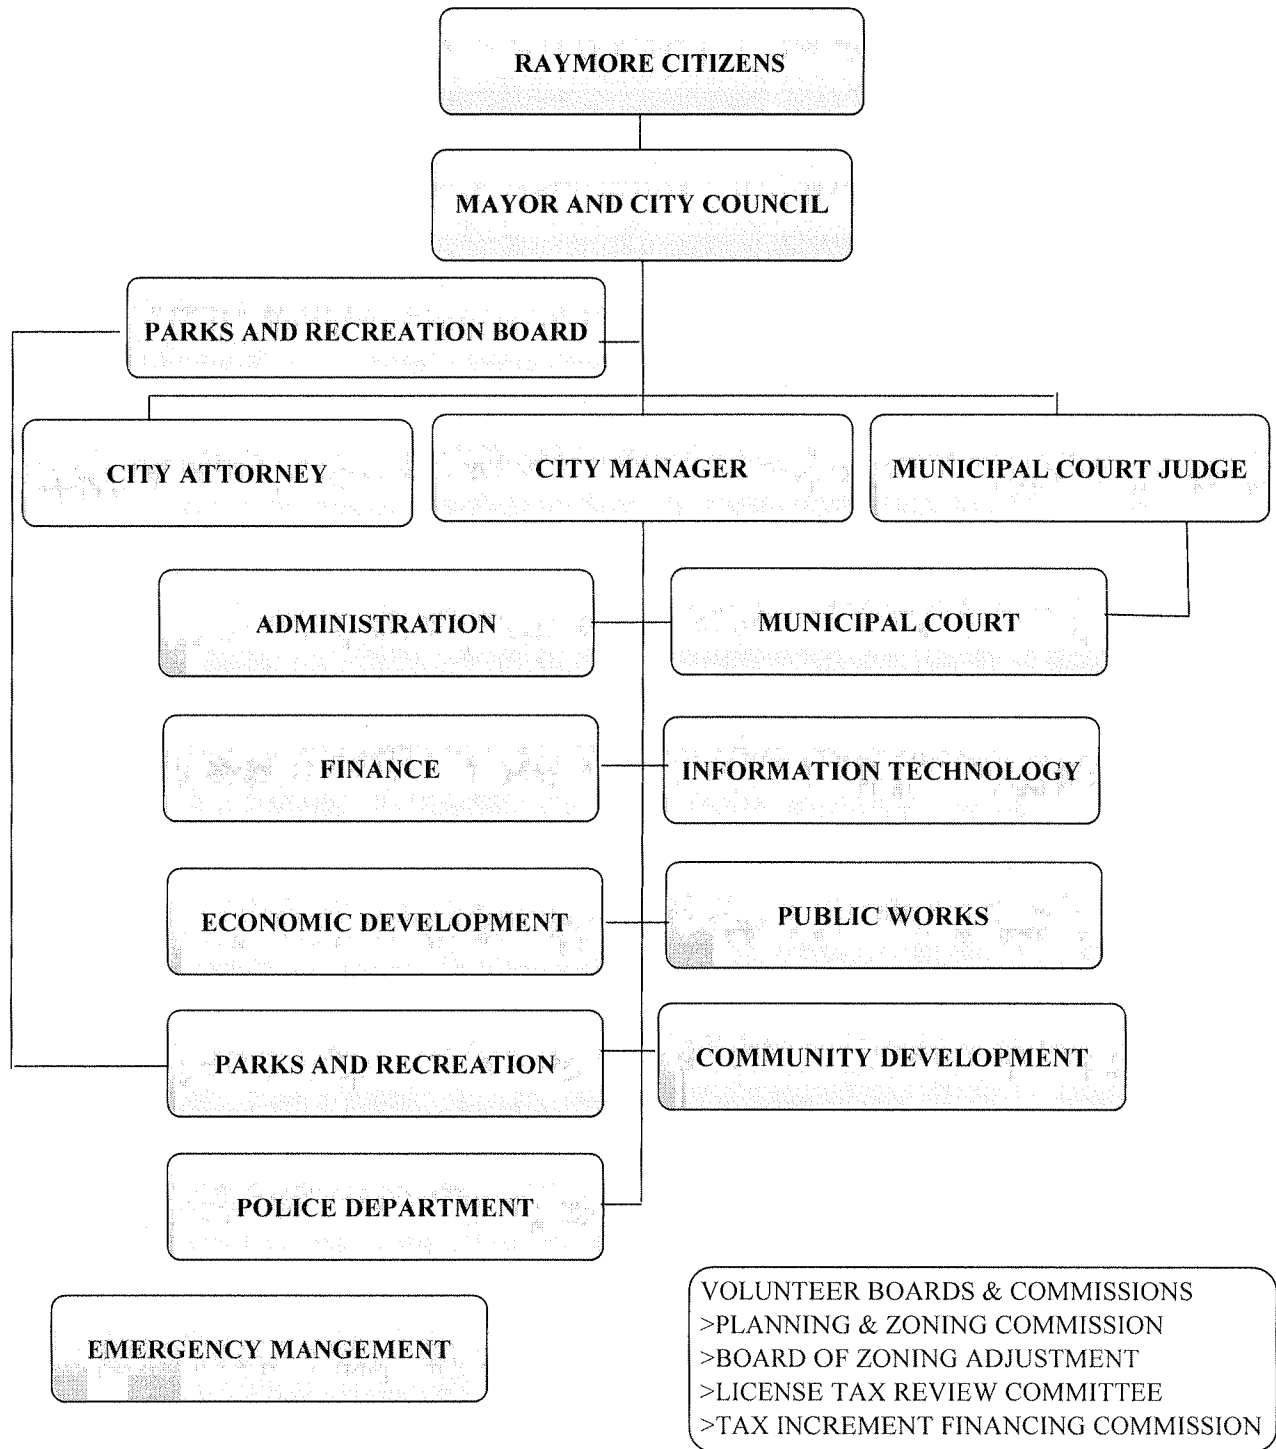 RAYMORE CITIZENS
MAYOR AND CITY COUNCIL
PARKS AND RECREATION BOARD
CITY ATTORNEY
CITY MANAGER
MUNICIPAL COURT JUDGE
ADMINISTRATION
MUNICIPAL COURT
FINANCE
INFORMATION TECHNOLOGY
ECONOMIC DEVELOPMENT
PUBLIC WORKS
PARKS AND RECREATION
COMMUNITY DEVELOPMENT
POLICE DEPARTMENT
EMERGENCY MANGEMENT
VOLUNTEER BOARDS & COMMISSIONS
>PLANNING & ZONING COMMISSION
>BOARD OF ZONING ADJUSTMENT
>LICENSE TAX REVIEW COMMITTEE
>TAX INCREMENT FINANCING COMMISSION